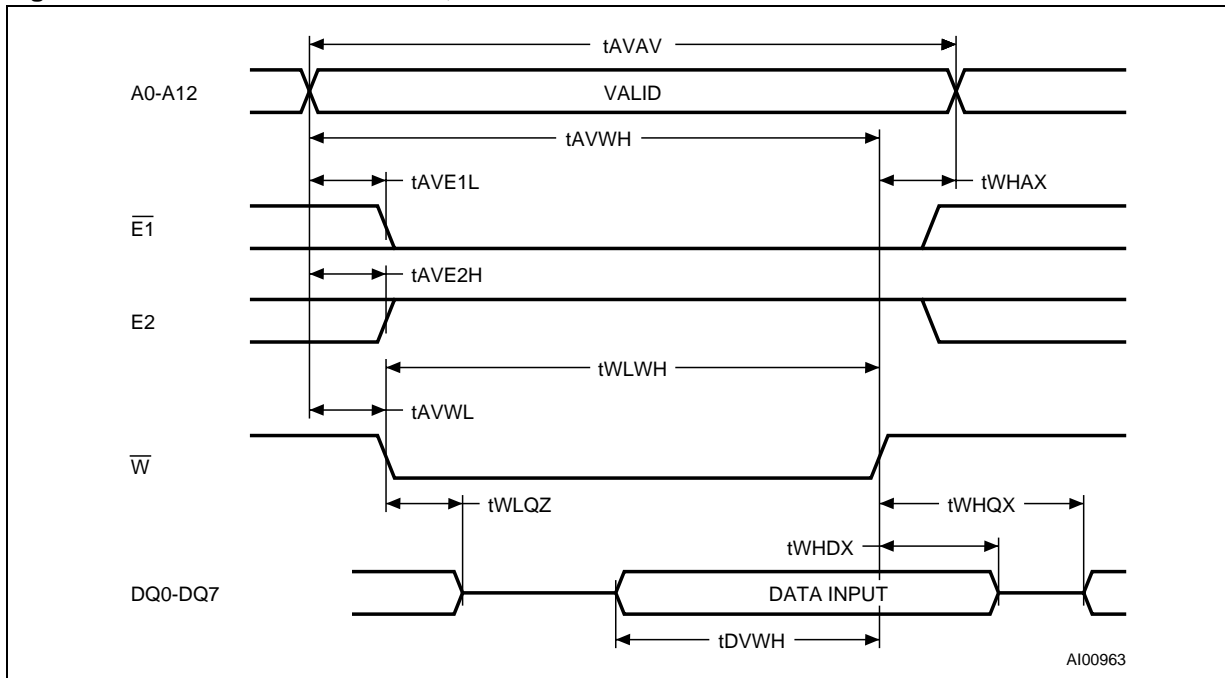 tAVAV
A0-A12
VALID
tAVWH
tAVE1L
tWHAX
E1
tAVE2H
E2
tWLWH
tAVWL
W
tWLQZ
tWHQX
tWHDX
DQ0-DQ7
DATA INPUT
tDVWH
AI00963